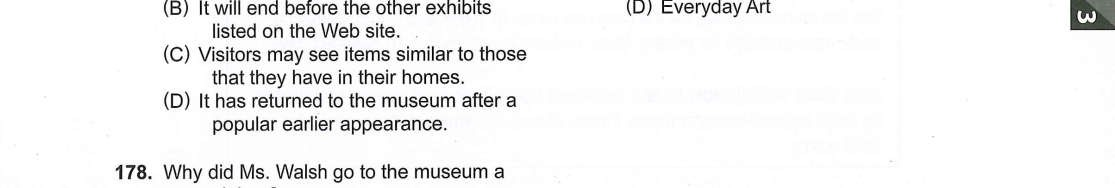 (B) It will end before the other exhibits
listed on the Web site.
(C) Visitors may see items similar to those
that they have in their homes.
(D) It has returned to the museum after a
popular earlier appearance.
178. Why did Ms. Walsh go to the museum a
(D) Everyday Art
3